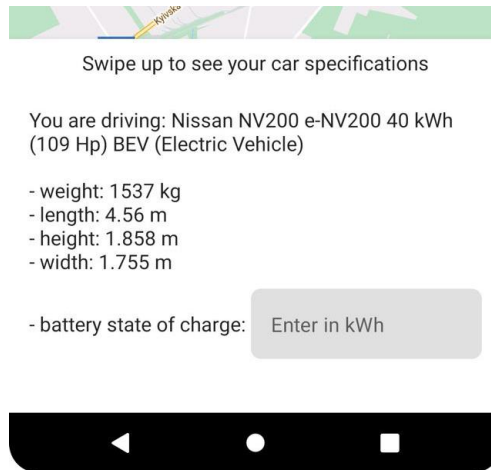 Kyivska
Swipe up to see your car specifications
You are driving: Nissan NV200 e-NV200 40 kWh
(109 Hp) BEV (Electric Vehicle)
- weight: 1537 kg
- length: 4.56 m
- height: 1.858 m
- width: 1.755 m
- battery state of charge: Enter in kWh